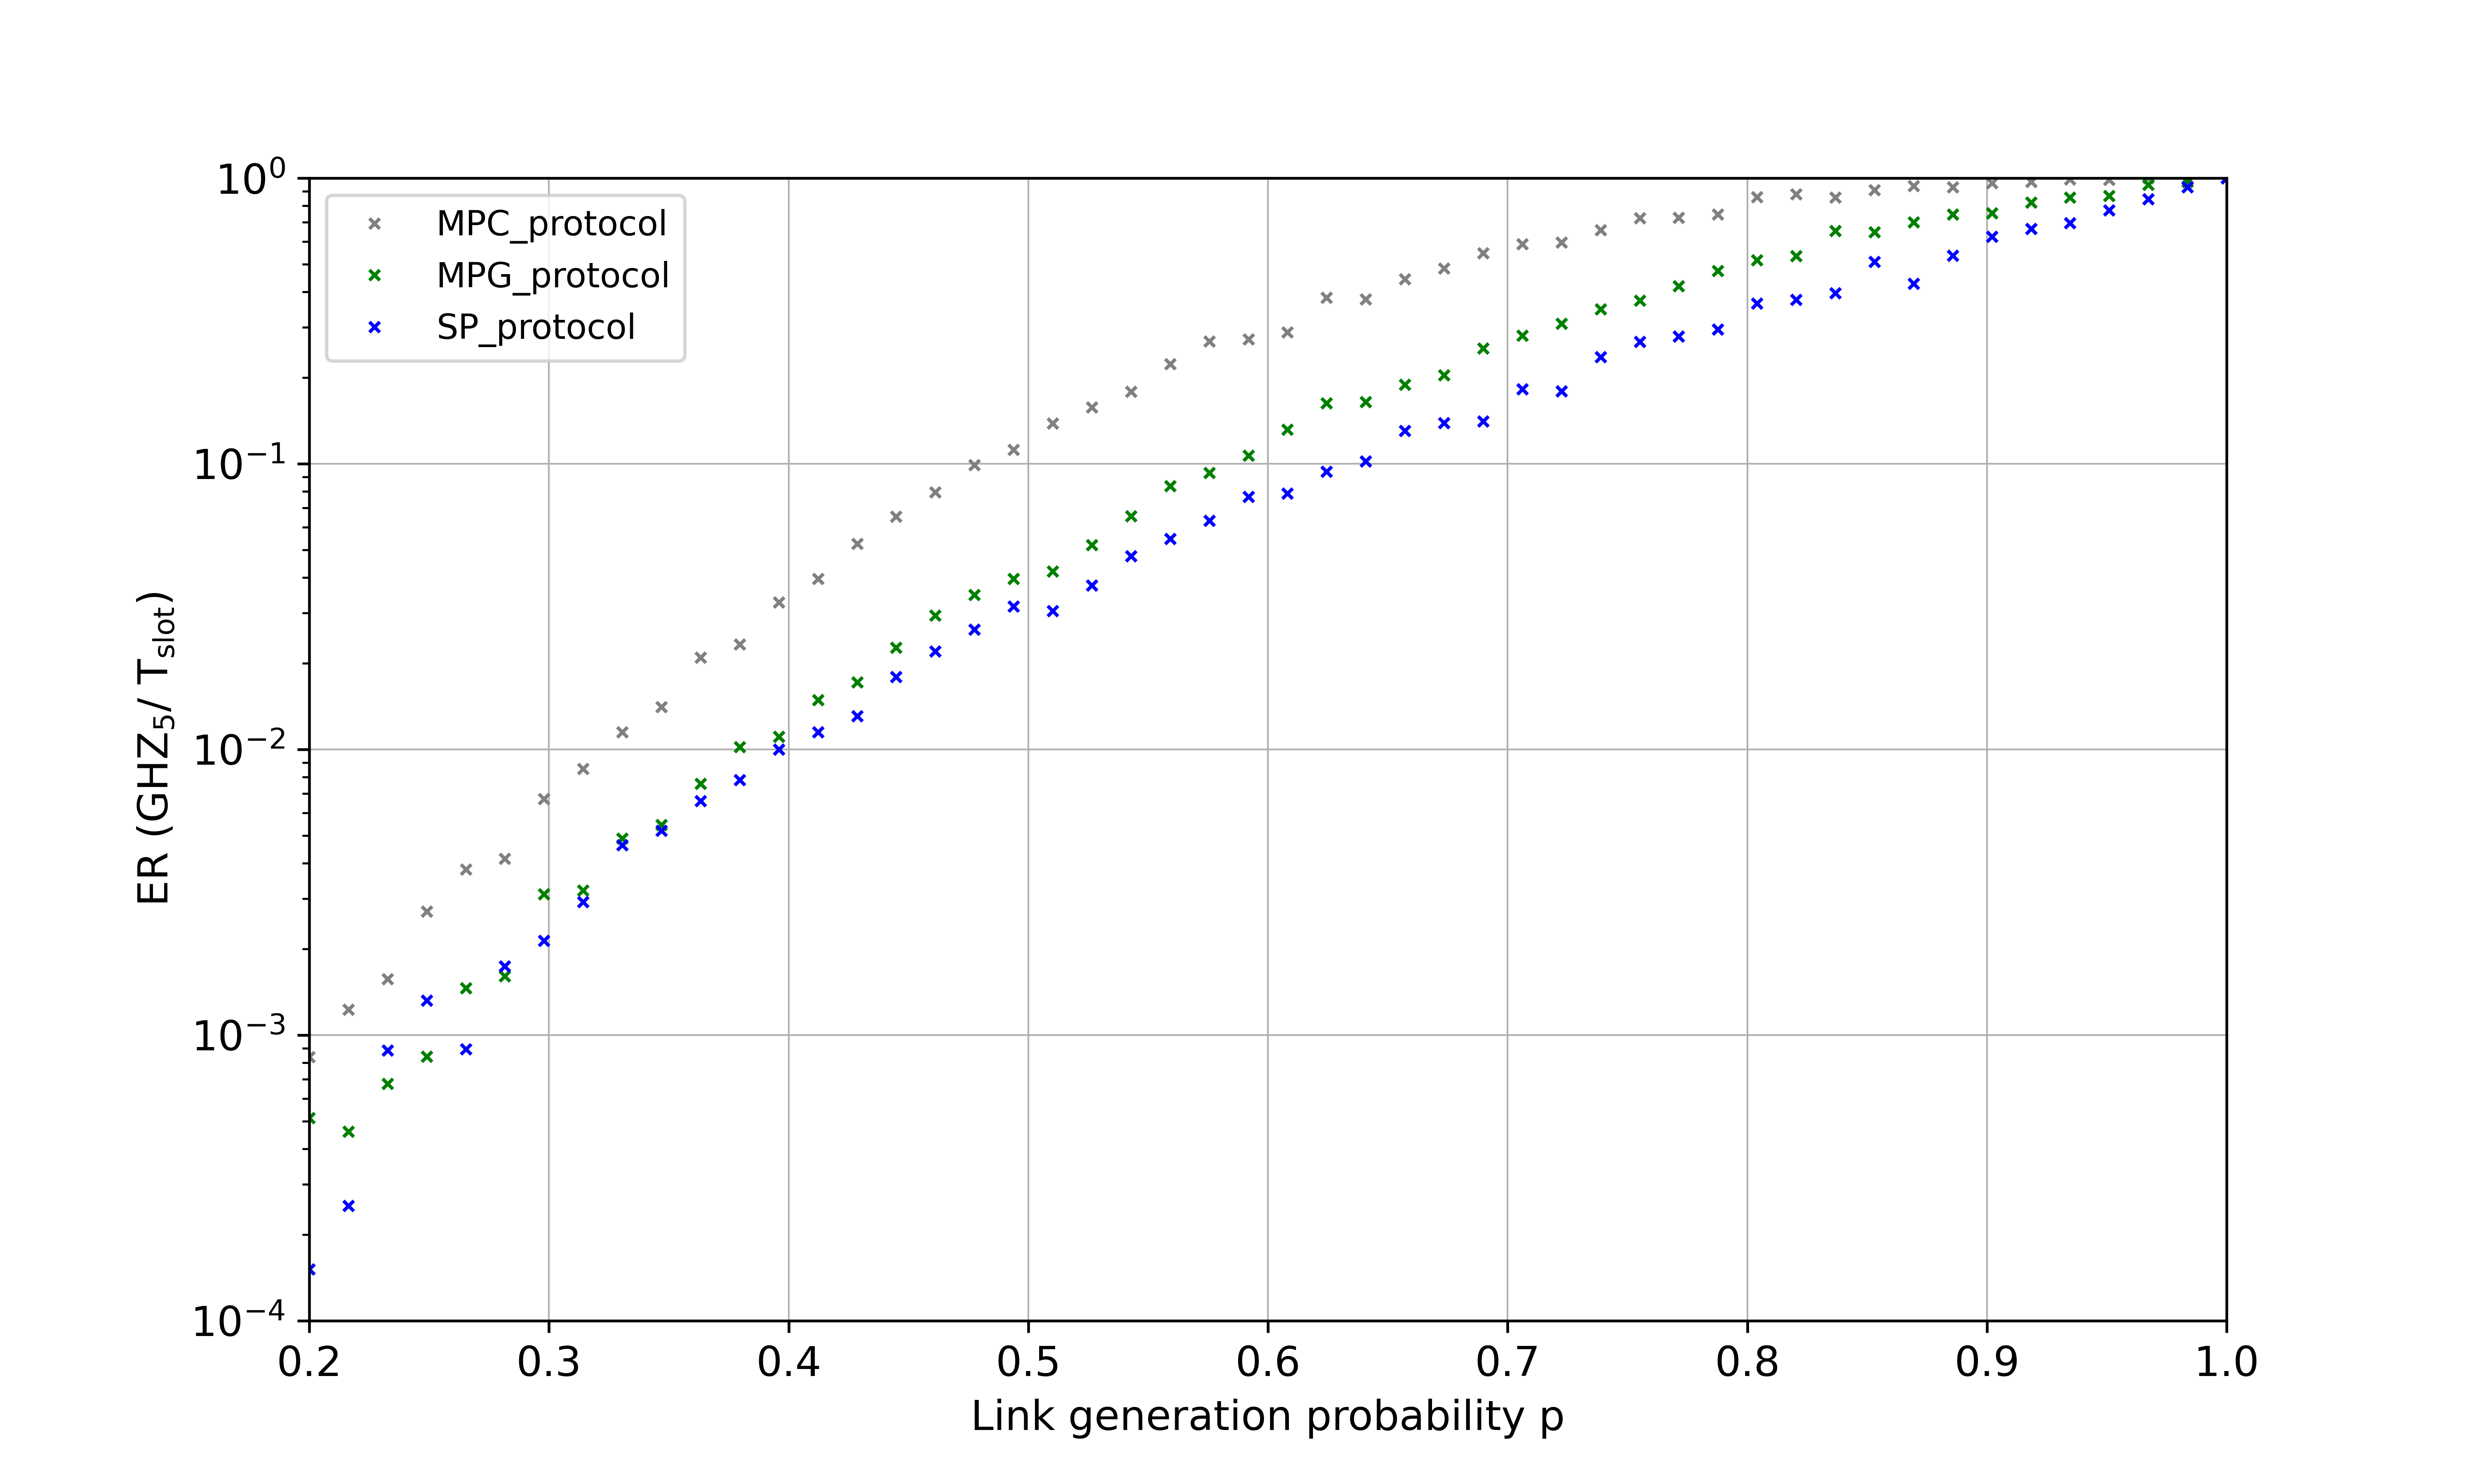 MPC_protocol
MPG_protocol
SP_protocol
10⁰
10⁻¹
10⁻²
10⁻³
10⁻⁴
ER (GHZ₅/ Tₛₗₒₜ)
0.2 0.3 0.4 0.5 0.6 0.7 0.8 0.9 1.0
Link generation probability p